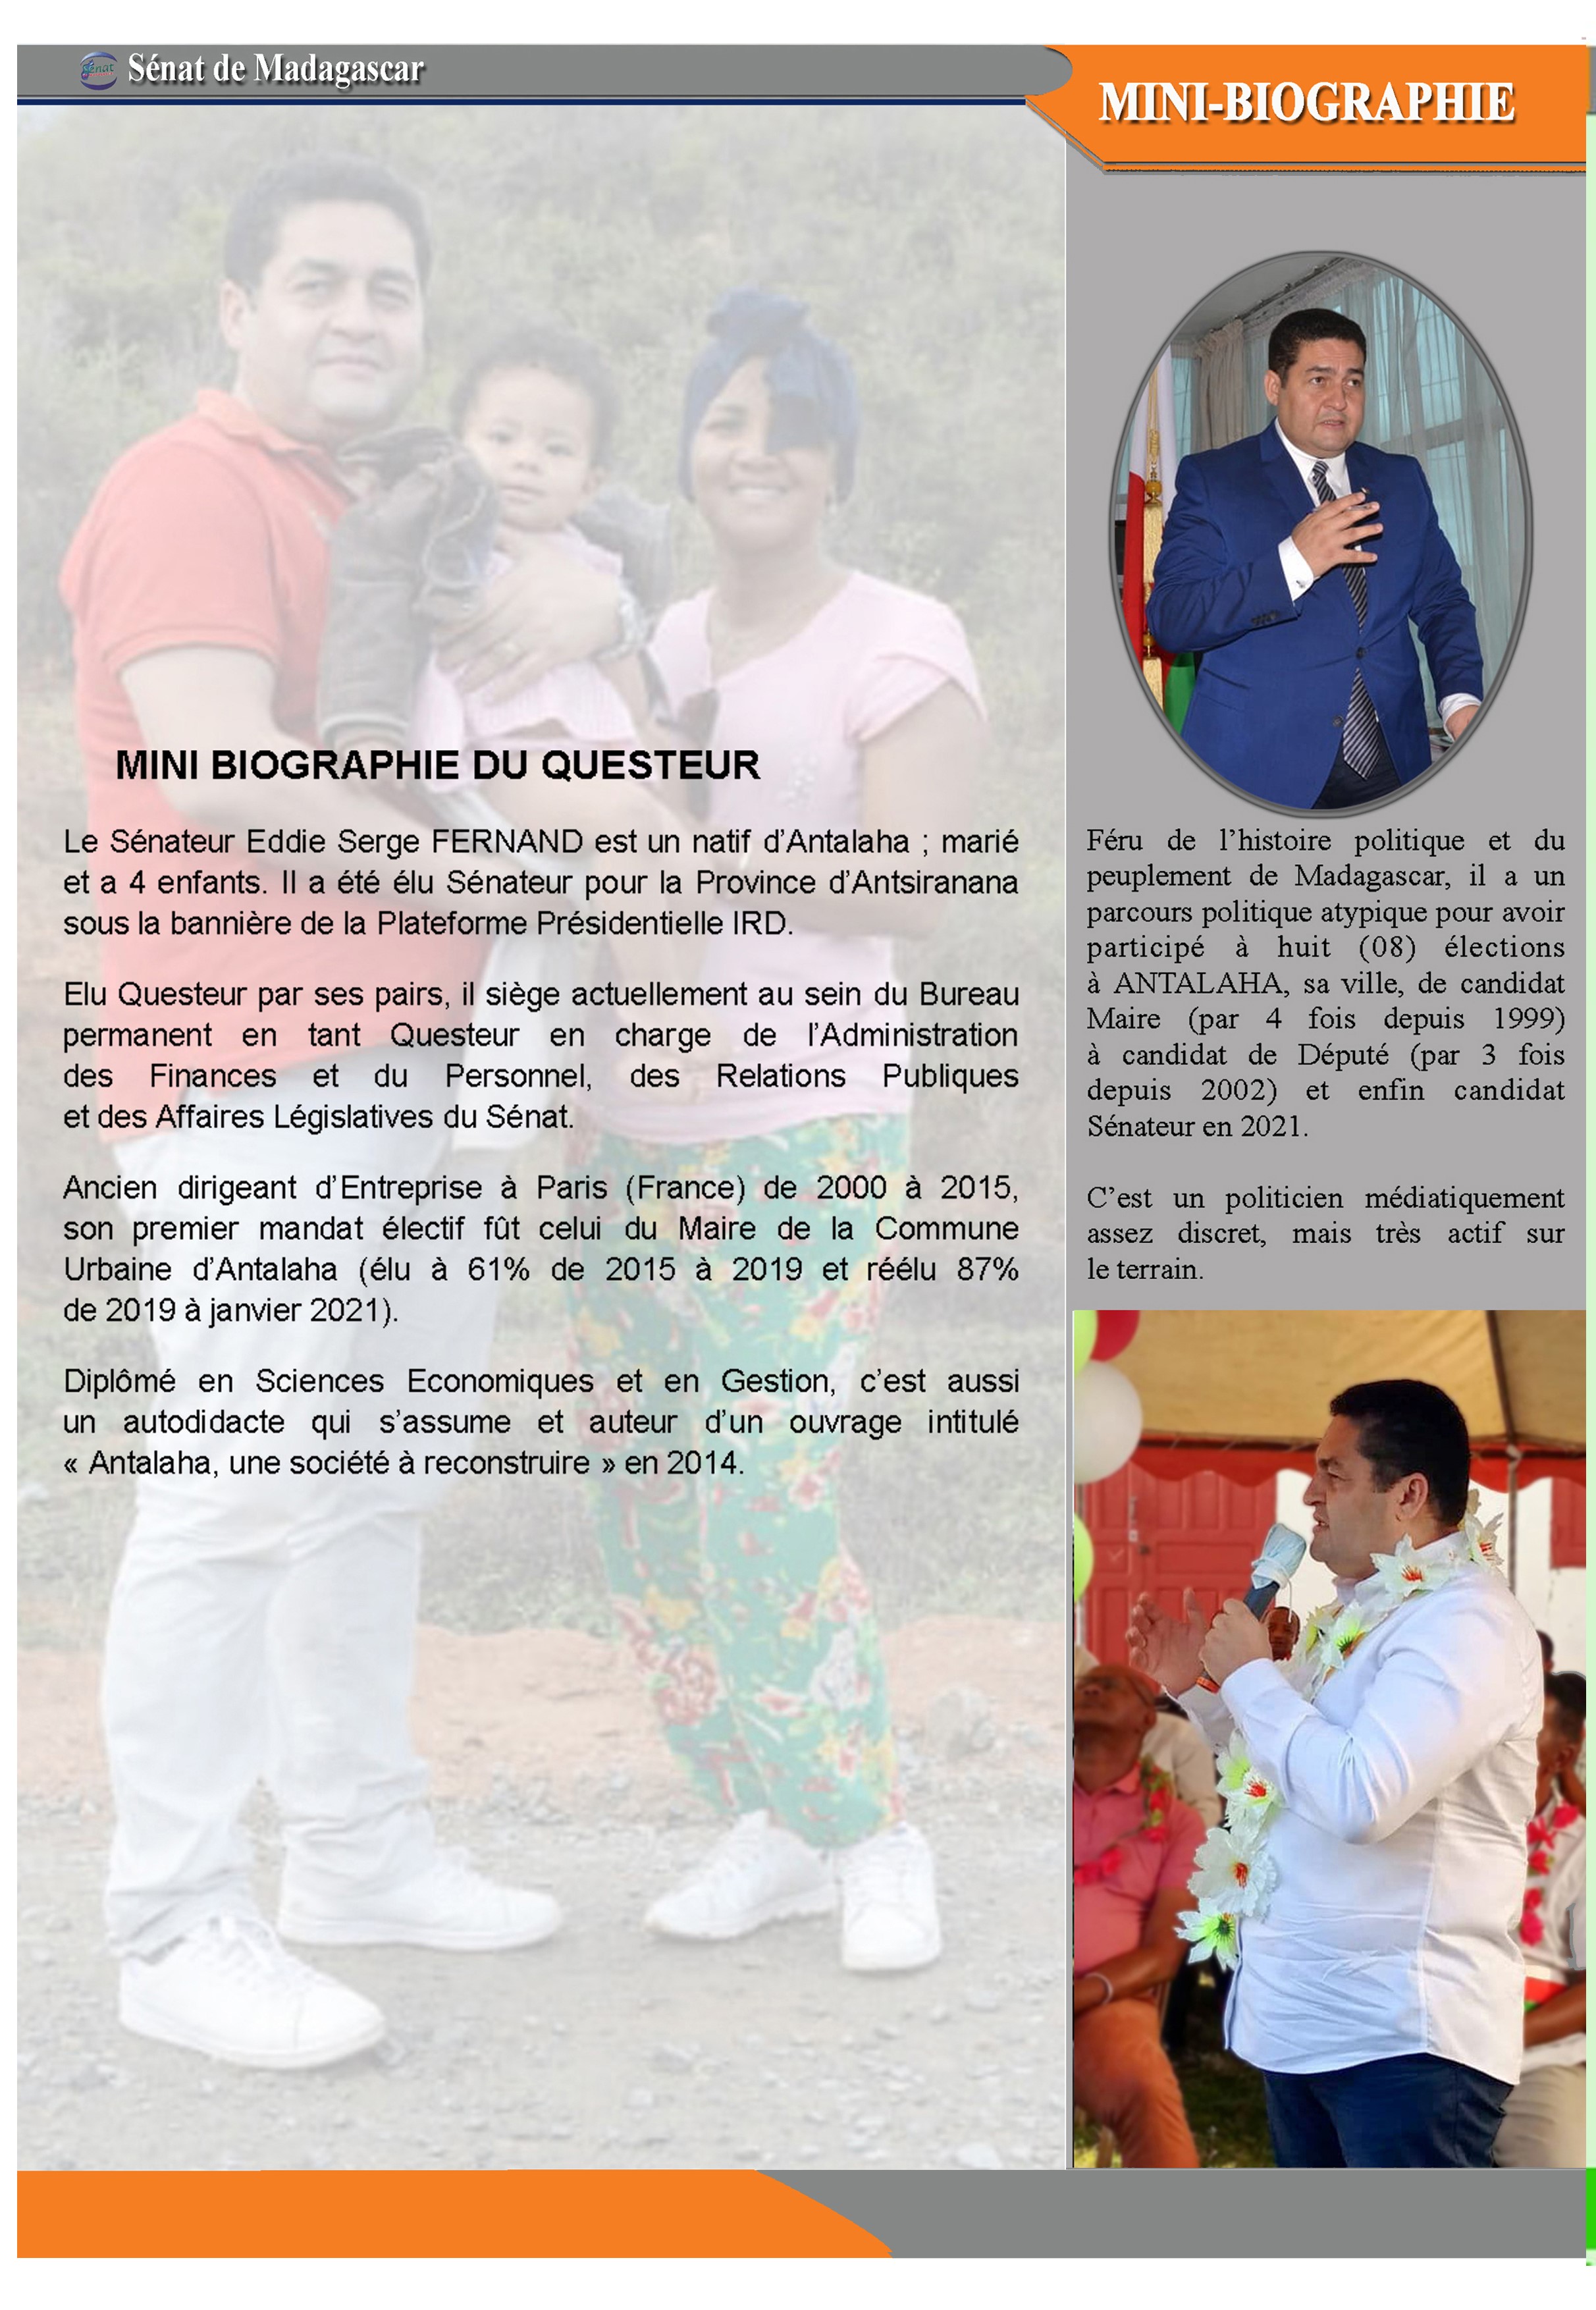 Sénat
Sénat de Madagascar
MINI-BIOGRAPHIE
MINI BIOGRAPHIE DU QUESTEUR
Le Sénateur Eddie Serge FERNAND est un natif d’Antalaha ; marié
et a 4 enfants. Il a été élu Sénateur pour la Province d’Antsiranana
sous la bannière de la Plateforme Présidentielle IRD.
Elu Questeur par ses pairs, il siège actuellement au sein du Bureau
permanent en tant Questeur en charge de l’Administration
des Finances et du Personnel, des Relations Publiques
et des Affaires Législatives du Sénat.
Ancien dirigeant d’Entreprise à Paris (France) de 2000 à 2015,
son premier mandat électif fût celui du Maire de la Commune
Urbaine d’Antalaha (élu à 61% de 2015 à 2019 et réélu 87%
de 2019 à janvier 2021).
Diplômé en Sciences Economiques et en Gestion, c’est aussi
un autodidacte qui s’assume et auteur d’un ouvrage intitulé
« Antalaha, une société à reconstruire » en 2014.
Féru de l’histoire politique et du
peuplement de Madagascar, il a un
parcours politique atypique pour avoir
participé à huit (08) élections
à ANTALAHA, sa ville, de candidat
Maire (par 4 fois depuis 1999)
à candidat de Député (par 3 fois
depuis 2002) et enfin candidat
Sénateur en 2021.
C’est un politicien médiatiquement
assez discret, mais très actif sur
le terrain.